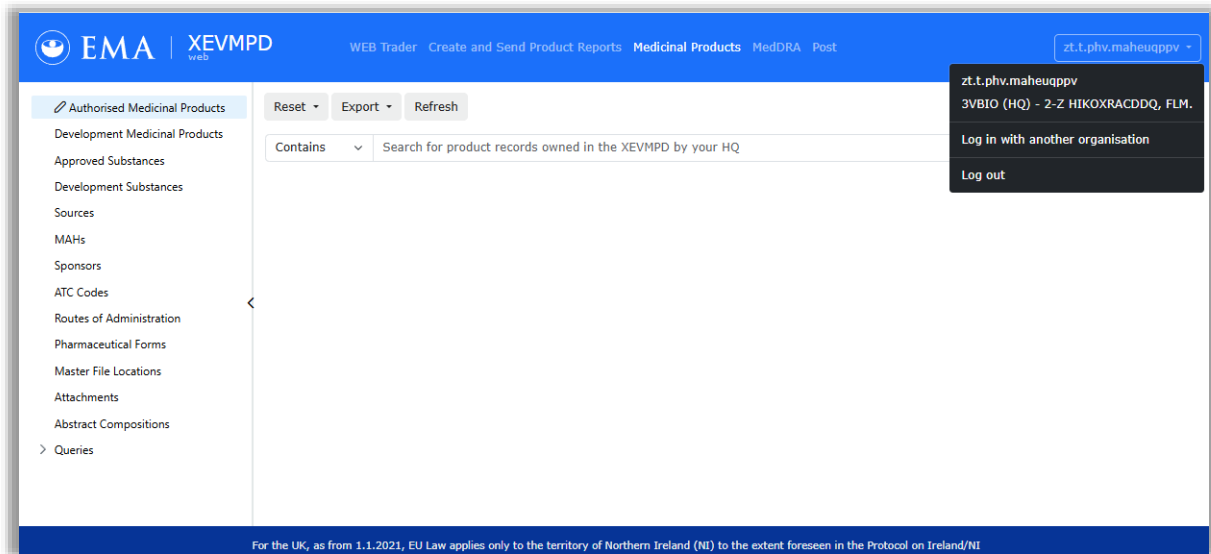 EMA XEVMPD
web
WEB Trader Create and Send Product Reports Medicinal Products MedDRA Post
zt.t.phv.maheuqppv
zt.t.phv.maheuqppv
3VBIO (HQ) - 2-Z HIKOXRACDDQ, FLM.
Log in with another organisation
Log out
Authorised Medicinal Products
Development Medicinal Products
Approved Substances
Development Substances
Sources
MAHs
Sponsors
ATC Codes
Routes of Administration
Pharmaceutical Forms
Master File Locations
Attachments
Abstract Compositions
Queries
Reset Export Refresh
Contains Search for product records owned in the XEVMPD by your HQ
For the UK, as from 1.1.2021, EU Law applies only to the territory of Northern Ireland (NI) to the extent foreseen in the Protocol on Ireland/NI